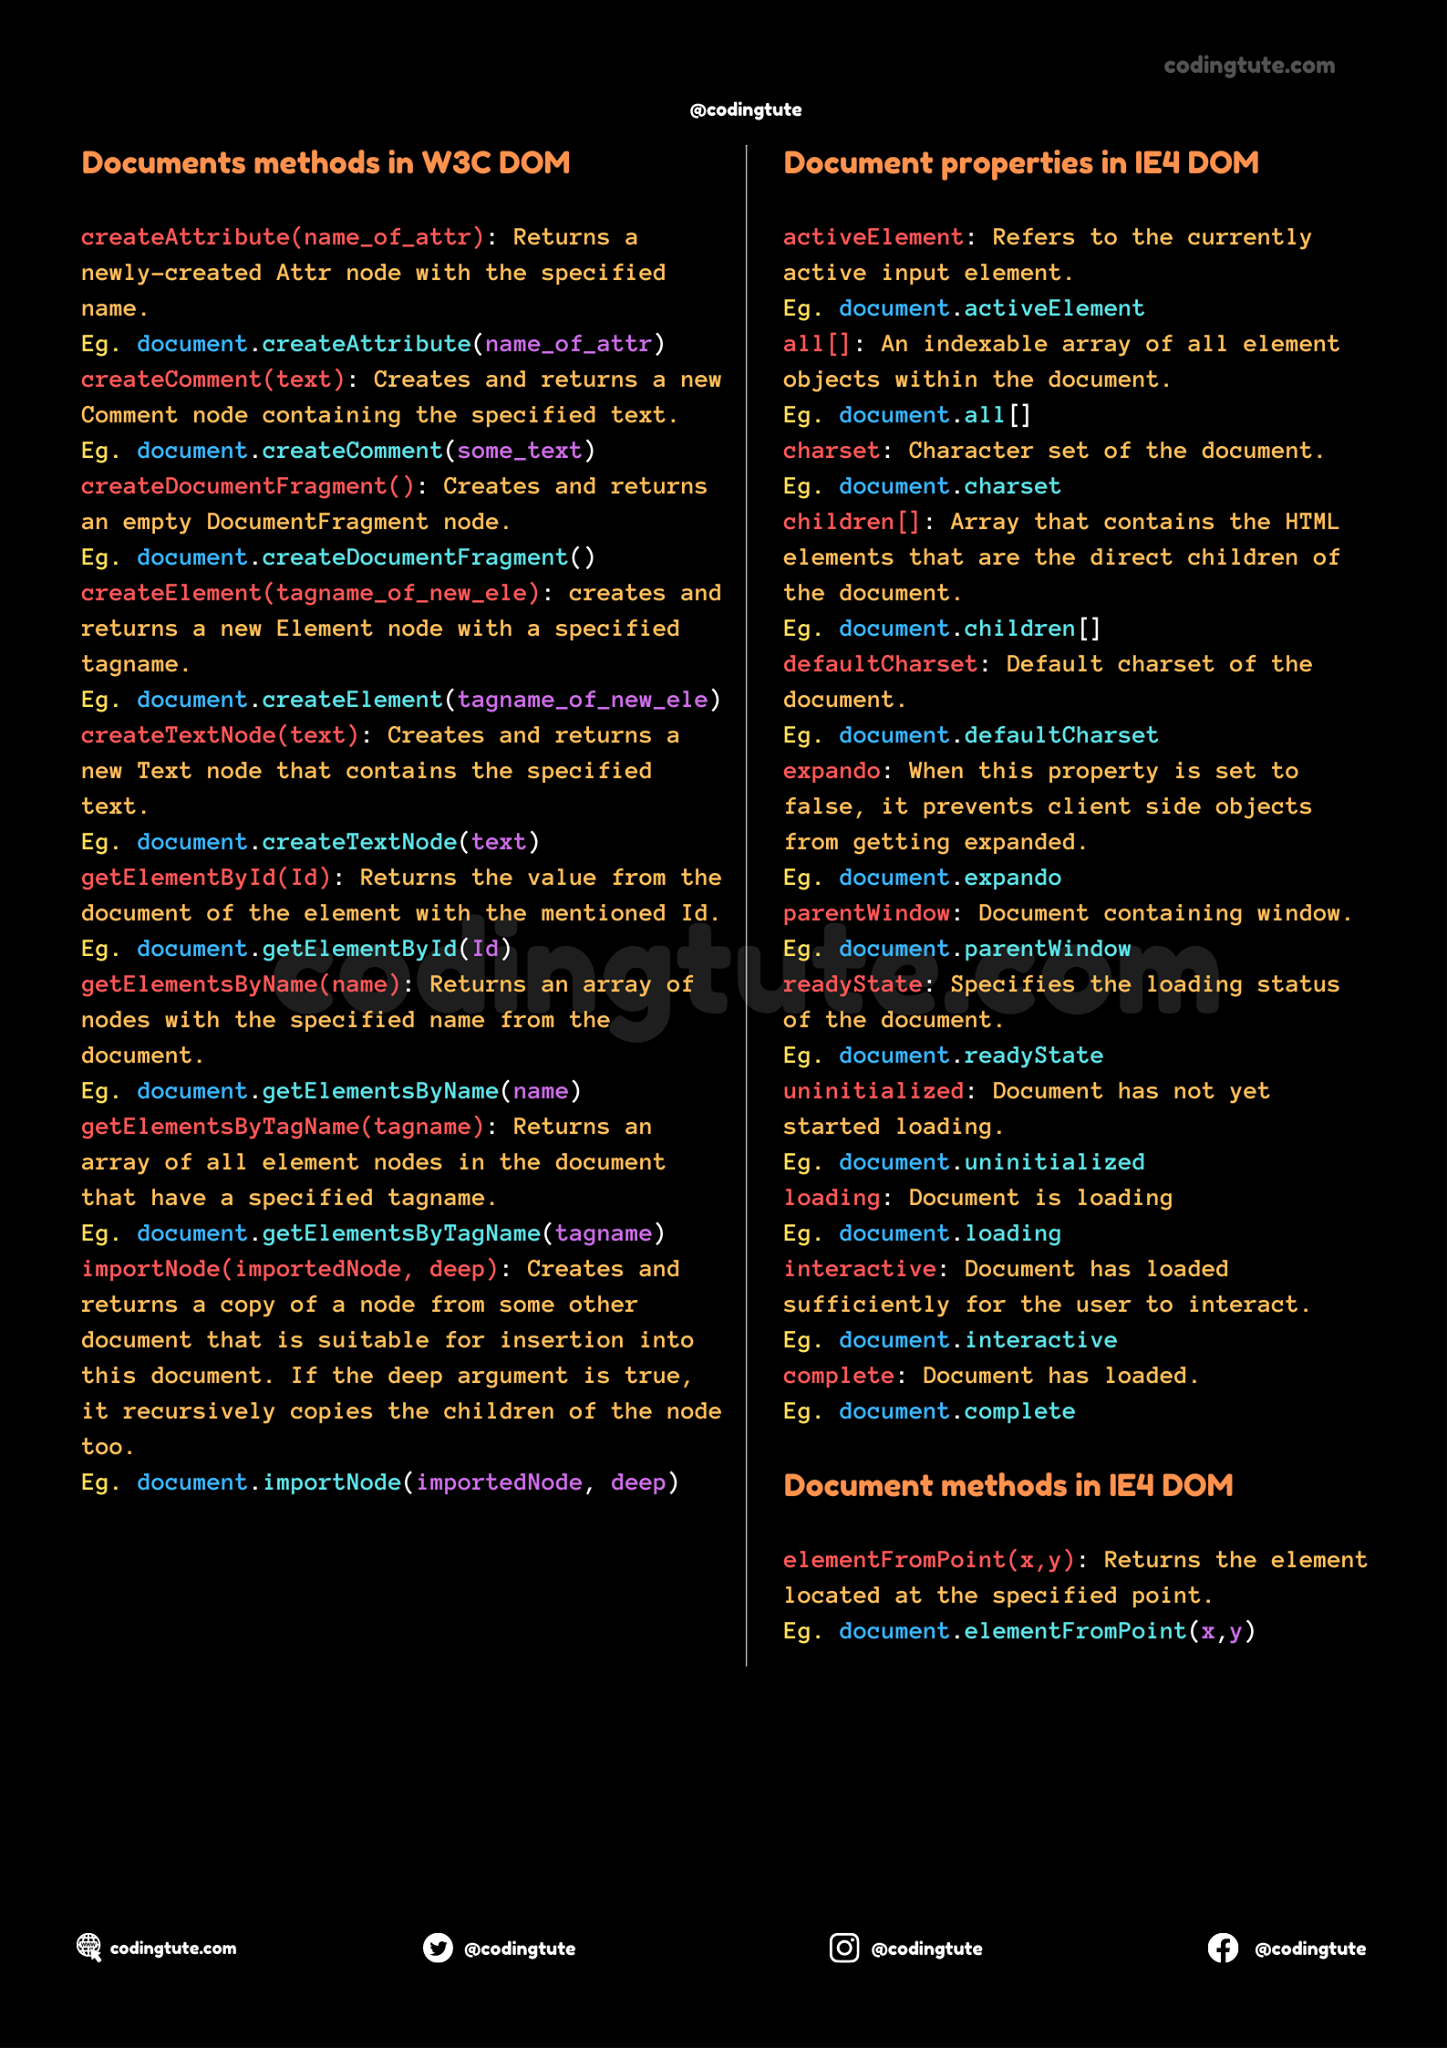 codingtute.com
@codingtute
Documents methods in W3C DOM
createAttribute(name_of_attr): Returns a
newly-created Attr node with the specified
name.
Eg. document.createAttribute(name_of_attr)
createComment(text): Creates and returns a new
Comment node containing the specified text.
Eg. document.createComment(some_text)
createDocumentFragment(): Creates and returns
an empty DocumentFragment node.
Eg. document.createDocumentFragment()
createElement(tagname_of_new_ele): creates and
returns a new Element node with a specified
tagname.
Eg. document.createElement(tagname_of_new_ele)
createTextNode(text): Creates and returns a
new Text node that contains the specified
text.
Eg. document.createTextNode(text)
getElementById(Id): Returns the value from the
document of the element with the mentioned Id.
Eg. document.getElementById(Id)
getElementsByName(name): Returns an array of
nodes with the specified name from the
document.
Eg. document.getElementsByName(name)
getElementsByTagName(tagname): Returns an
array of all element nodes in the document
that have a specified tagname.
Eg. document.getElementsByTagName(tagname)
importNode(importedNode, deep): Creates and
returns a copy of a node from some other
document that is suitable for insertion into
this document. If the deep argument is true,
it recursively copies the children of the node
too.
Eg. document.importNode(importedNode, deep)
Document properties in IE4 DOM
activeElement: Refers to the currently
active input element.
Eg. document.activeElement
all[]: An indexable array of all element
objects within the document.
Eg. document.all[]
charset: Character set of the document.
Eg. document.charset
children[]: Array that contains the HTML
elements that are the direct children of
the document.
Eg. document.children[]
defaultCharset: Default charset of the
document.
Eg. document.defaultCharset
expando: When this property is set to
false, it prevents client side objects
from getting expanded.
Eg. document.expando
parentWindow: Document containing window.
Eg. document.parentWindow
readyState: Specifies the loading status
of the document.
Eg. document.readyState
uninitialized: Document has not yet
started loading.
Eg. document.uninitialized
loading: Document is loading
Eg. document.loading
interactive: Document has loaded
sufficiently for the user to interact.
Eg. document.interactive
complete: Document has loaded.
Eg. document.complete
Document methods in IE4 DOM
elementFromPoint(x,y): Returns the element
located at the specified point.
Eg. document.elementFromPoint(x,y)
codingtute.com
codingtute.com
@codingtute
@codingtute
@codingtute